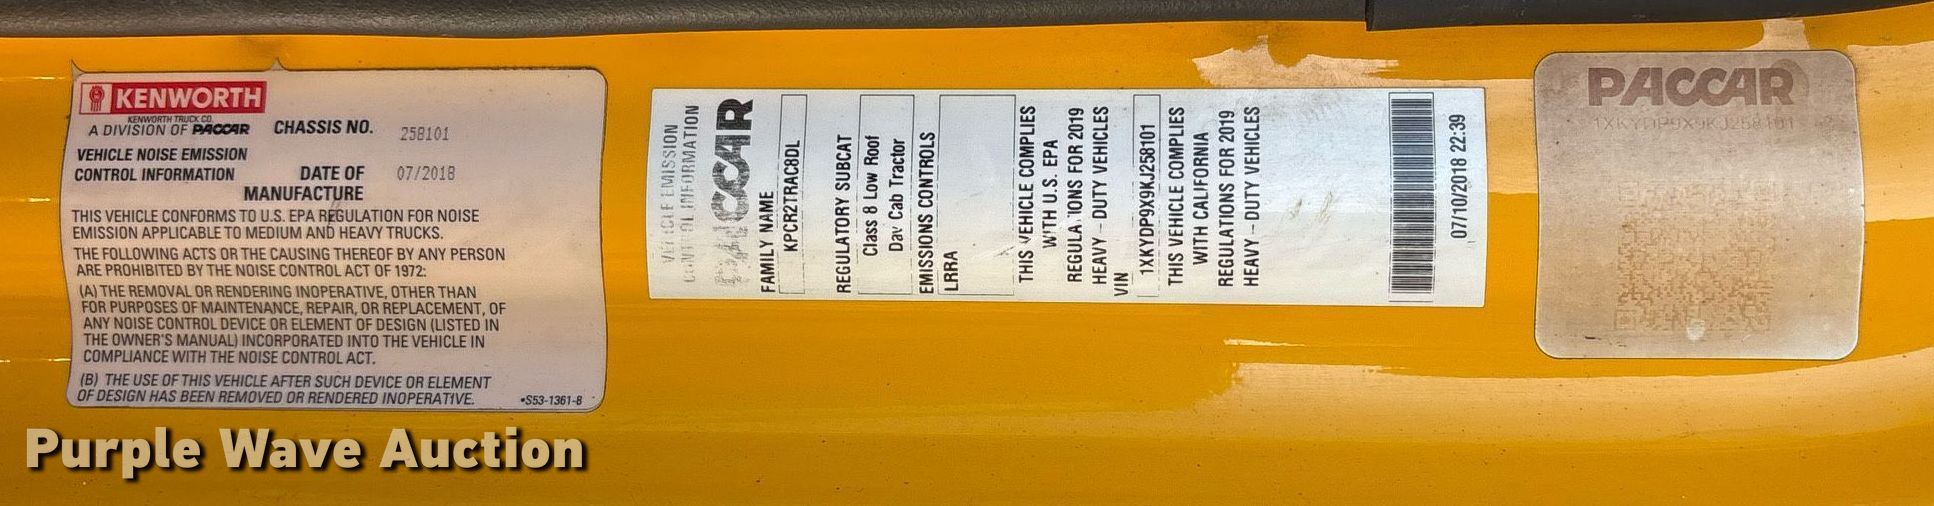 KENWORTH
KENWORTH TRUCK CO.
A DIVISION OF PACCAR
CHASSIS NO. 258101
VEHICLE NOISE EMISSION
CONTROL INFORMATION
DATE OF
MANUFACTURE
07/2018
THIS VEHICLE CONFORMS TO U.S. EPA REGULATION FOR NOISE
EMISSION APPLICABLE TO MEDIUM AND HEAVY TRUCKS.
THE FOLLOWING ACTS OR THE CAUSING THEREOF BY ANY PERSON
ARE PROHIBITED BY THE NOISE CONTROL ACT OF 1972:
(A) THE REMOVAL OR RENDERING INOPERATIVE, OTHER THAN
FOR PURPOSES OF MAINTENANCE, REPAIR, OR REPLACEMENT, OF
ANY NOISE CONTROL DEVICE OR ELEMENT OF DESIGN (LISTED IN
THE OWNER'S MANUAL) INCORPORATED INTO THE VEHICLE IN
COMPLIANCE WITH THE NOISE CONTROL ACT.
(B) THE USE OF THIS VEHICLE AFTER SUCH DEVICE OR ELEMENT
OF DESIGN HAS BEEN REMOVED OR RENDERED INOPERATIVE.
•S53-1361-8
VEHICLE EMISSION
CONTROL INFORMATION
PACCAR
FAMILY NAME
KPCR2TRAC8DL
REGULATORY SUBCAT
Class 8 Low Roof
Day Cab Tractor
EMISSIONS CONTROLS
LRRA
THIS VEHICLE COMPLIES
WITH U.S. EPA
REGULATIONS FOR 2019
HEAVY – DUTY VEHICLES
VIN
1XKYDP9X9KJ258101
THIS VEHICLE COMPLIES
WITH CALIFORNIA
REGULATIONS FOR 2019
HEAVY – DUTY VEHICLES
07/10/2018 22:39
PACCAR
1XKYDP9X9KJ258101
Purple Wave Auction